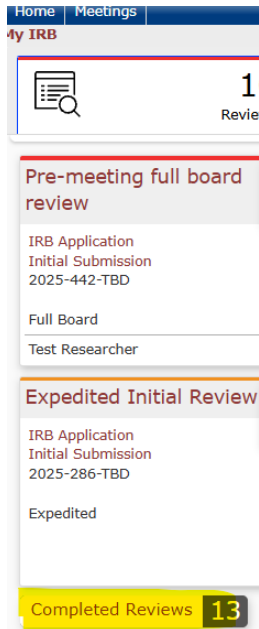 Home Meetings
My IRB
1
Pre-meeting full board
review
IRB Application
Initial Submission
2025-442-TBD
Full Board
Test Researcher
Expedited Initial Review
IRB Application
Initial Submission
2025-286-TBD
Expedited
Completed Reviews 13